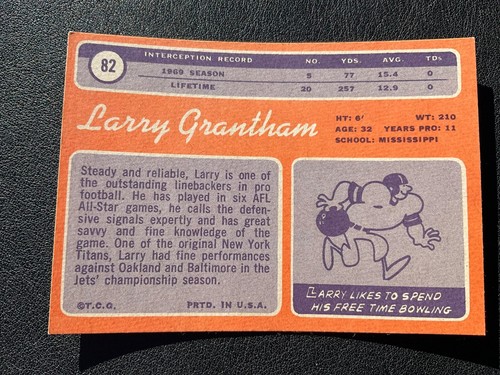 82
INTERCEPTION RECORD NO. YDS. AVG. TDs
1969 SEASON 5 77 15.4 0
LIFETIME 20 257 12.9 0
Larry Grantham
HT: 6' WT: 210
AGE: 32 YEARS PRO: 11
SCHOOL: MISSISSIPPI
Steady and reliable, Larry is one of
the outstanding linebackers in pro
football. He has played in six AFL
All-Star games, he calls the defen-
sive signals expertly and has great
savvy and fine knowledge of the
game. One of the original New York
Titans, Larry had fine performances
against Oakland and Baltimore in the
Jets' championship season.
©T.C.G. PRTD. IN U.S.A.
LARRY LIKES TO SPEND
HIS FREE TIME BOWLING